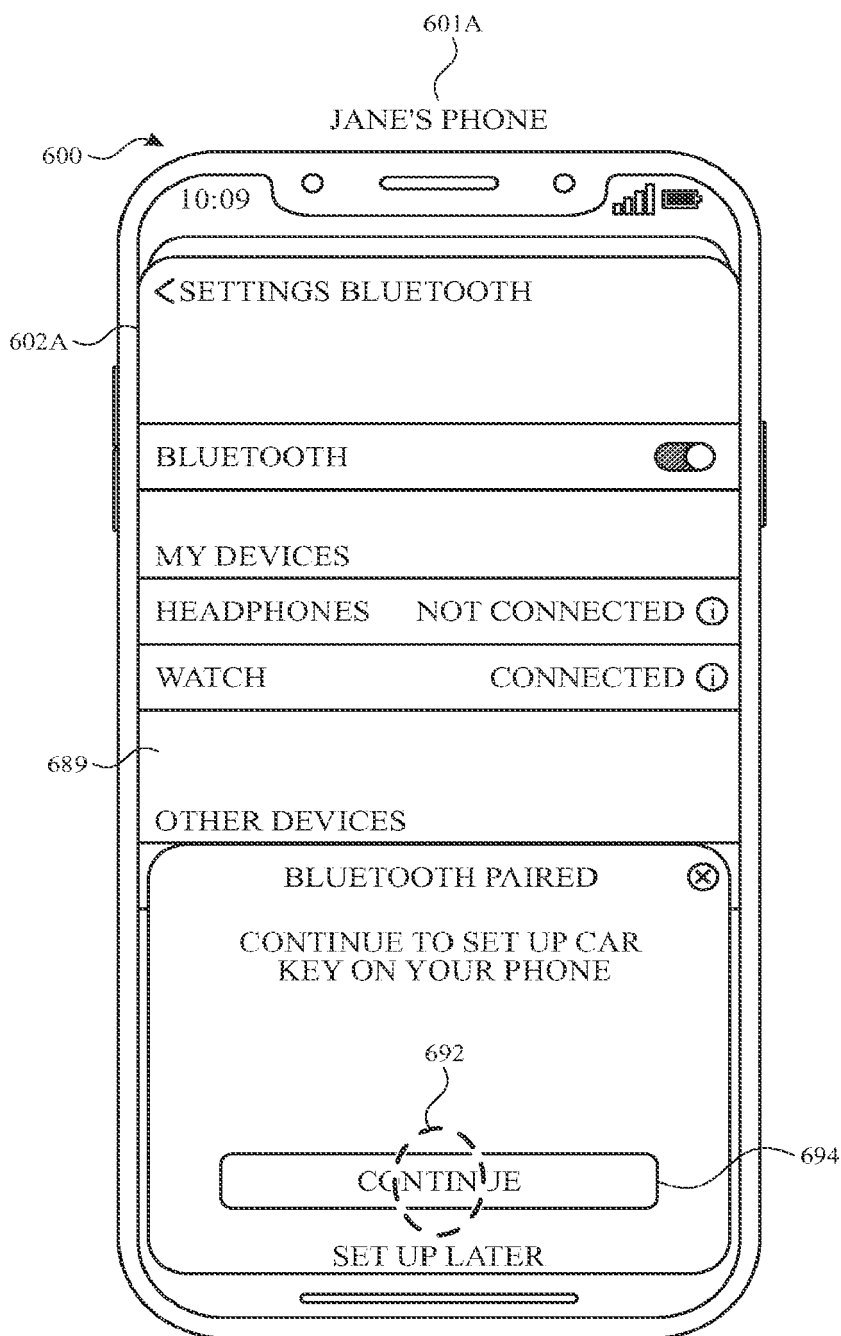 601A
JANE'S PHONE
600
10:09
< SETTINGS BLUETOOTH
602A
BLUETOOTH
MY DEVICES
HEADPHONES NOT CONNECTED i
WATCH CONNECTED i
689
OTHER DEVICES
BLUETOOTH PAIRED
CONTINUE TO SET UP CAR
KEY ON YOUR PHONE
692
CONTINUE
694
SET UP LATER